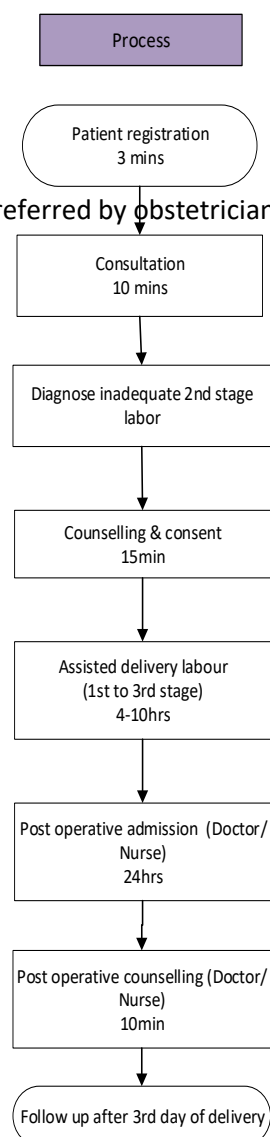 Process
Patient registration
3 mins
referred by obstetrician
Consultation
10 mins
Diagnose inadequate 2nd stage
labor
Counselling & consent
15min
Assisted delivery labour
(1st to 3rd stage)
4-10hrs
Post operative admission (Doctor/
Nurse)
24hrs
Post operative counselling (Doctor/
Nurse)
10min
Follow up after 3rd day of delivery